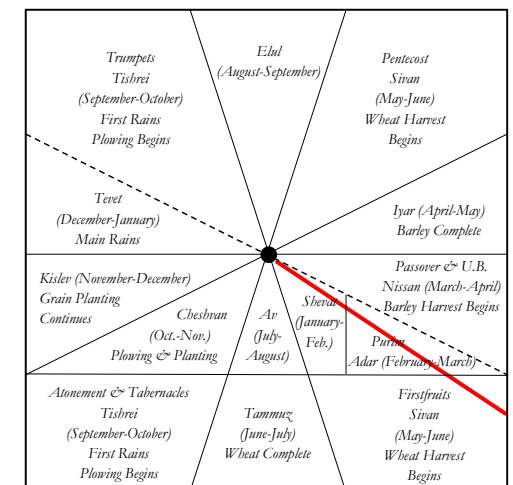 Trumpets
Tishrei
(September-October)
First Rains
Plowing Begins
Elul
(August-September)
Pentecost
Sivan
(May-June)
Wheat Harvest
Begins
Tevet
(December-January)
Main Rains
Iyar (April-May)
Barley Complete
Kislev (November-December)
Grain Planting
Continues
Cheshvan
(Oct.-Nov.)
Plowing & Planting
Av
(July-
August)
Shevat
(January-
Feb.)
Passover & U.B.
Nissan (March-April)
Barley Harvest Begins
Purim
Adar (February-March)
Atonement & Tabernacles
Tishrei
(September-October)
First Rains
Plowing Begins
Tammuz
(June-July)
Wheat Complete
Firstfruits
Sivan
(May-June)
Wheat Harvest
Begins